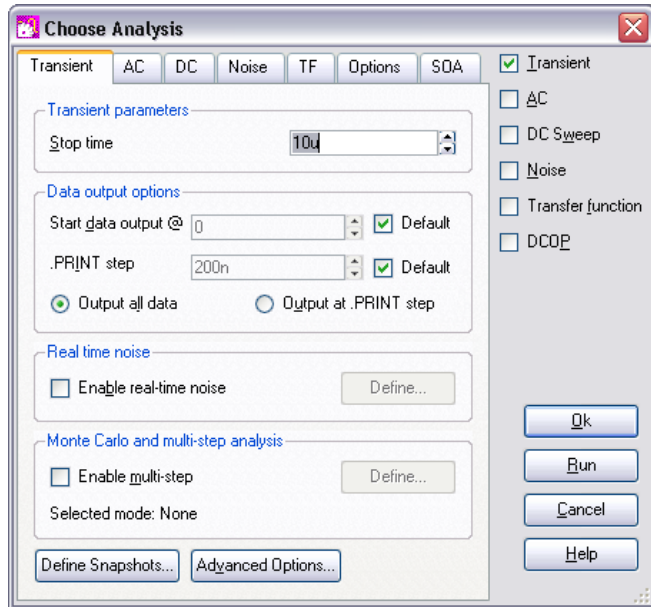 Choose Analysis
Transient AC DC Noise TF Options SOA
Transient parameters
Stop time 10u
Data output options
Start data output @ 0 Default
.PRINT step 200n Default
Output all data Output at .PRINT step
Real time noise
Enable real-time noise Define...
Monte Carlo and multi-step analysis
Enable multi-step Define...
Selected mode: None
Define Snapshots... Advanced Options...
Transient
AC
DC Sweep
Noise
Transfer function
DCOP
Ok
Run
Cancel
Help